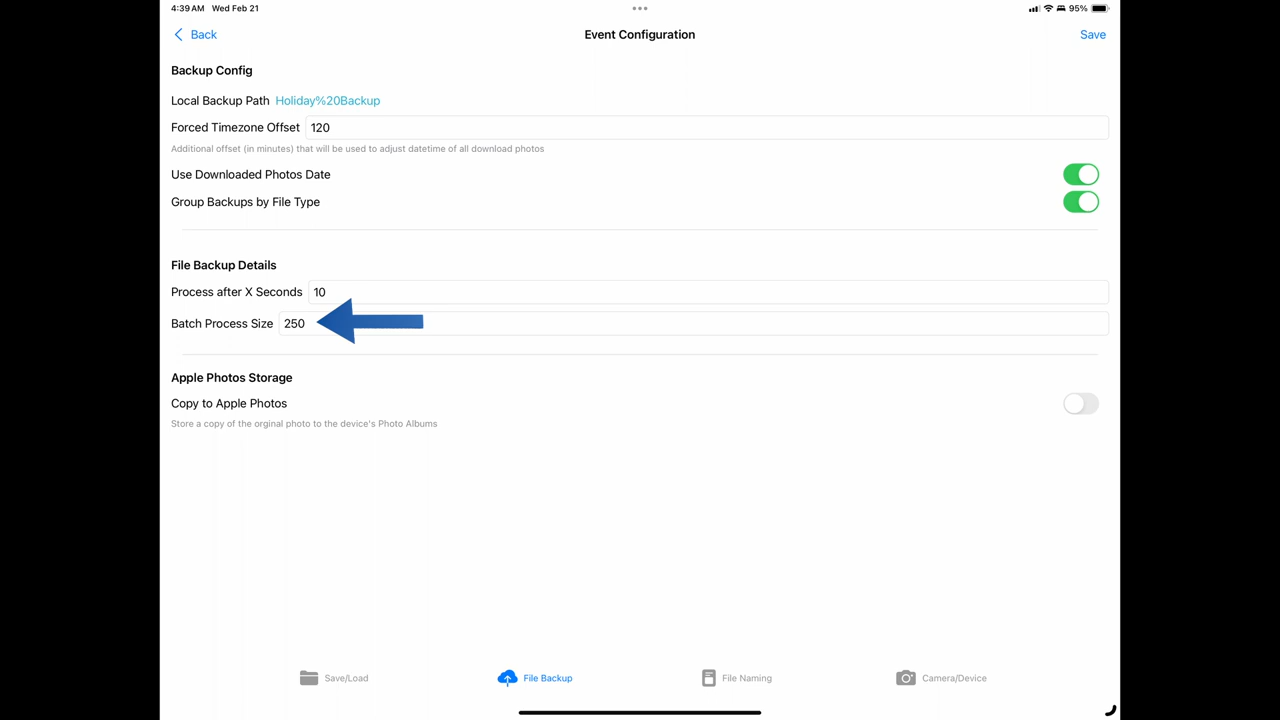 4:39 AM Wed Feb 21
95%
Back
Event Configuration
Save
Backup Config
Local Backup Path Holiday%20Backup
Forced Timezone Offset 120
Additional offset (in minutes) that will be used to adjust datetime of all download photos
Use Downloaded Photos Date
Group Backups by File Type
File Backup Details
Process after X Seconds 10
Batch Process Size 250
Apple Photos Storage
Copy to Apple Photos
Store a copy of the orginal photo to the device's Photo Albums
Save/Load
File Backup
File Naming
Camera/Device